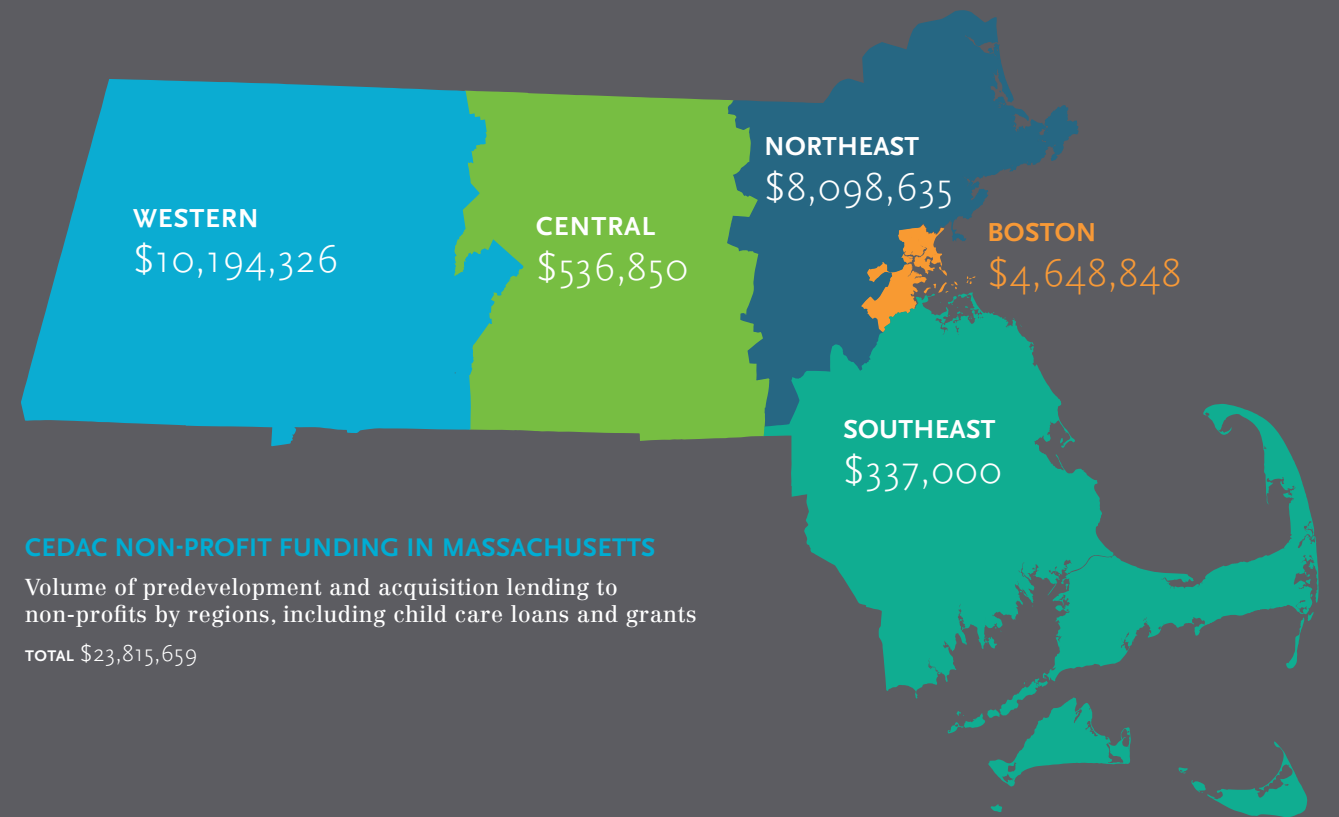 NORTHEAST
$8,098,635
WESTERN
$10,194,326
CENTRAL
$536,850
BOSTON
$4,648,848
SOUTHEAST
$337,000
CEDAC NON-PROFIT FUNDING IN MASSACHUSETTS
Volume of predevelopment and acquisition lending to
non-profits by regions, including child care loans and grants
TOTAL $23,815,659